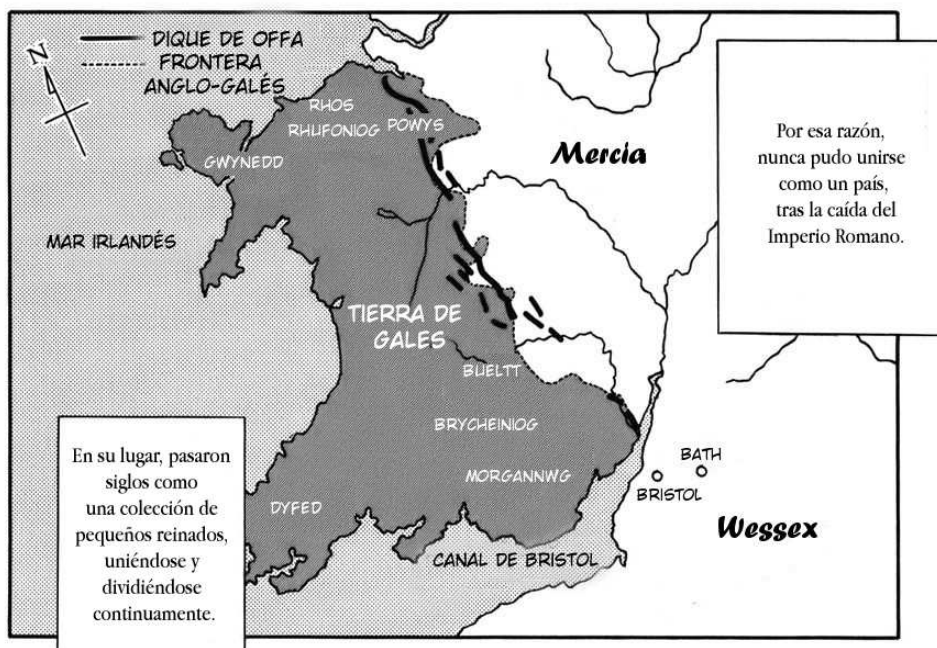 N
DIQUE DE OFFA
FRONTERA
ANGLO-GALÉS
RHOS
RHUFONIOG
POWYS
GWYNEDD
Mercia
Por esa razón,
nunca pudo unirse
como un país,
tras la caída del
Imperio Romano.
MAR IRLANDÉS
TIERRA DE
GALES
BUELTT
BRYCHEINIOG
MORGANNWG
DYFED
BATH
BRISTOL
Wessex
CANAL DE BRISTOL
En su lugar, pasaron
siglos como
una colección de
pequeños reinados,
uniéndose y
dividiéndose
continuamente.